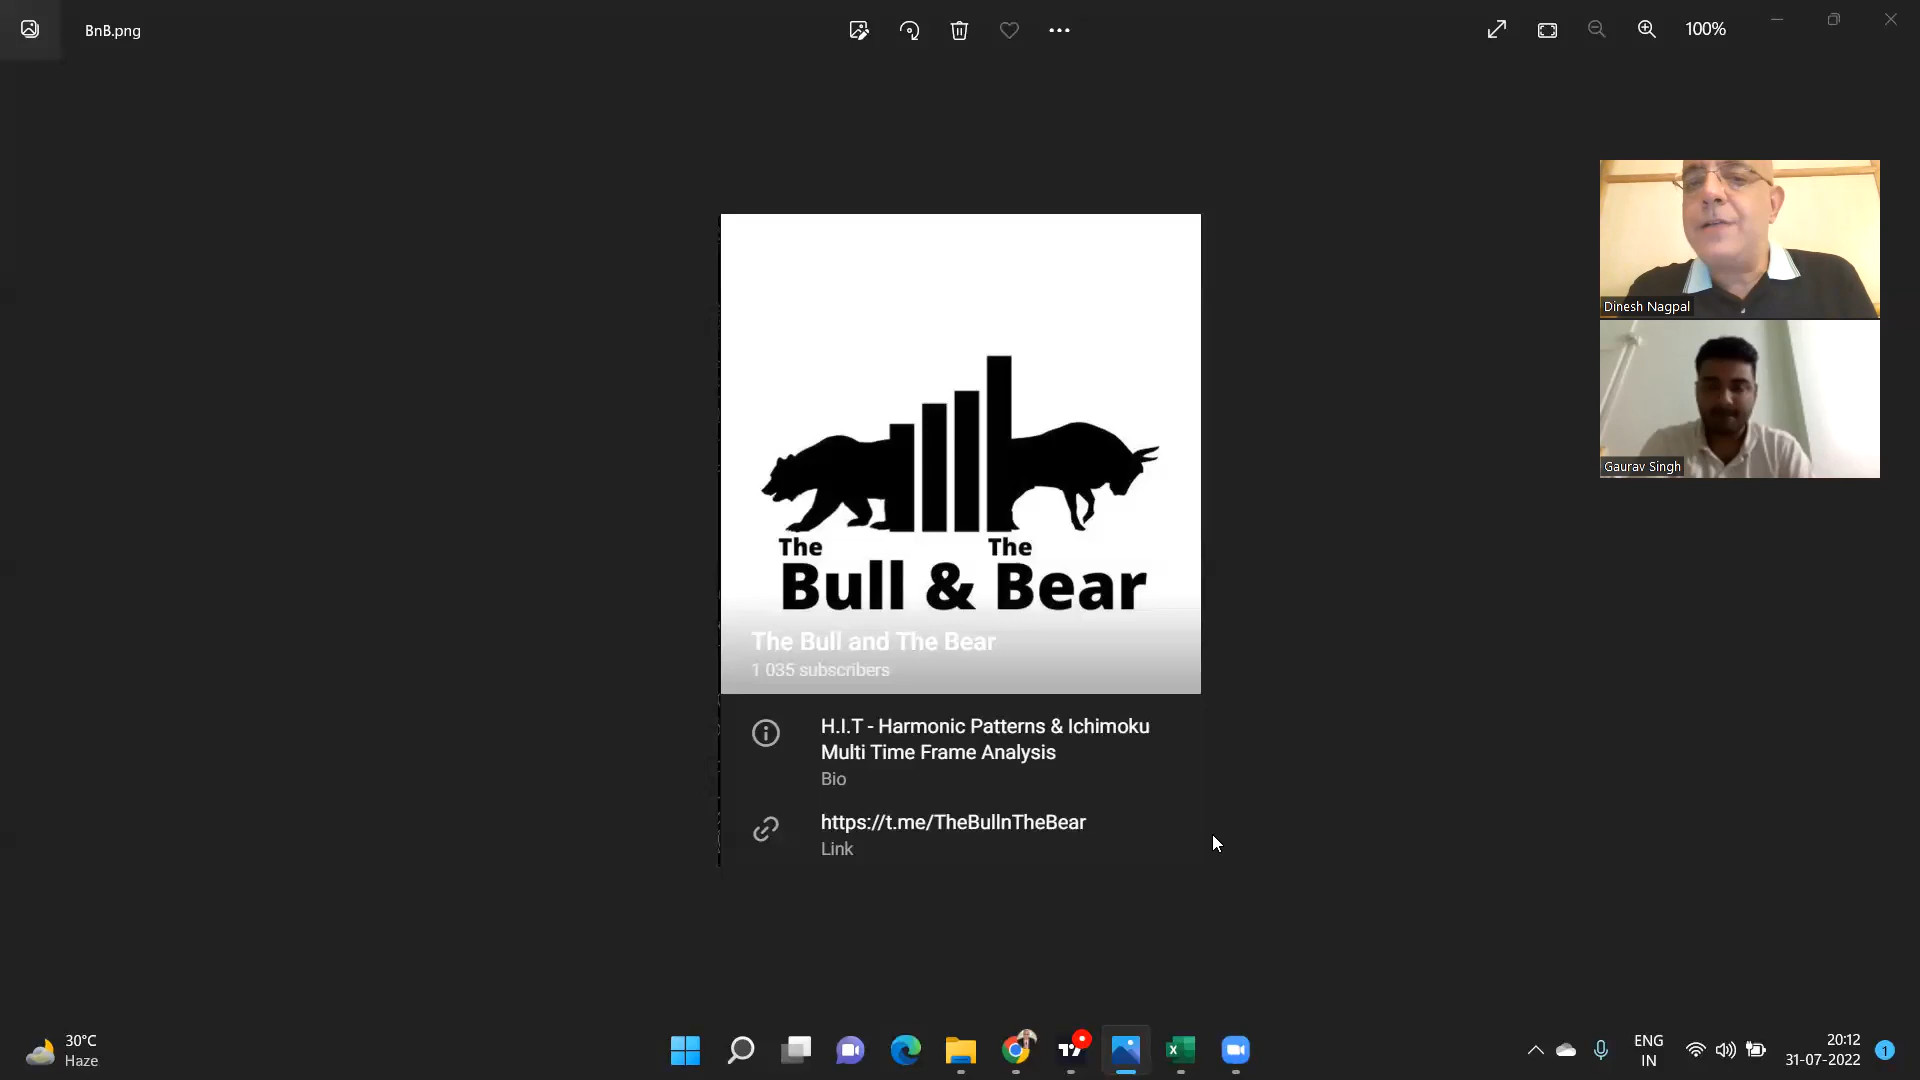 BnB.png
100%
Dinesh Nagpal
Gaurav Singh
The The
Bull & Bear
The Bull and The Bear
1 035 subscribers
H.I.T - Harmonic Patterns & Ichimoku
Multi Time Frame Analysis
Bio
https://t.me/TheBullnTheBear
Link
30°C
Haze
ENG
IN
20:12
31-07-2022
1